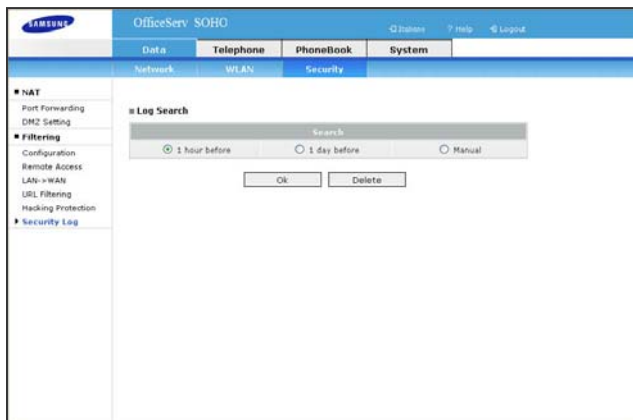 SAMSUNG
OfficeServ SOHO
? Help
Logout
Data
Telephone
PhoneBook
System
Network
WLAN
Security
NAT
Port Forwarding
DMZ Setting
Filtering
Configuration
Remote Access
LAN->WAN
URL Filtering
Hacking Protection
Security Log
Log Search
Search
1 hour before
1 day before
Manual
Ok
Delete